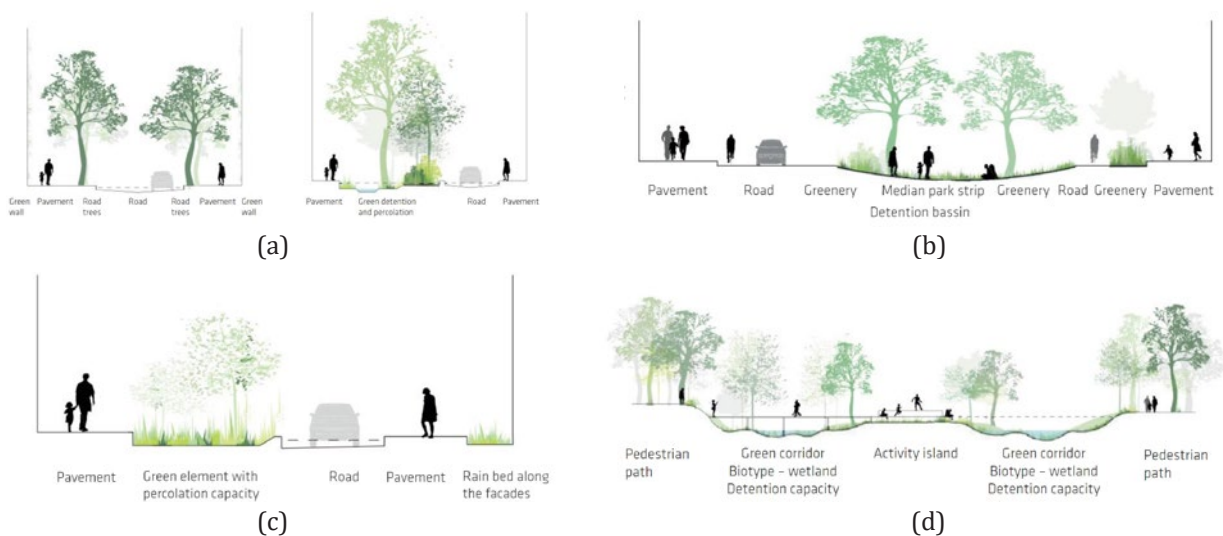 Green wall
Pavement
Road trees
Road
Road trees
Pavement
Green wall
Pavement
Green detention
and percolation
Road
Pavement
(a)
Pavement
Road
Greenery
Median park strip
Detention bassin
Greenery
Road
Greenery
Pavement
(b)
Pavement
Green element with
percolation capacity
Road
Pavement
Rain bed along
the facades
(c)
Pedestrian
path
Green corridor
Biotype – wetland
Detention capacity
Activity island
Green corridor
Biotype – wetland
Detention capacity
Pedestrian
path
(d)